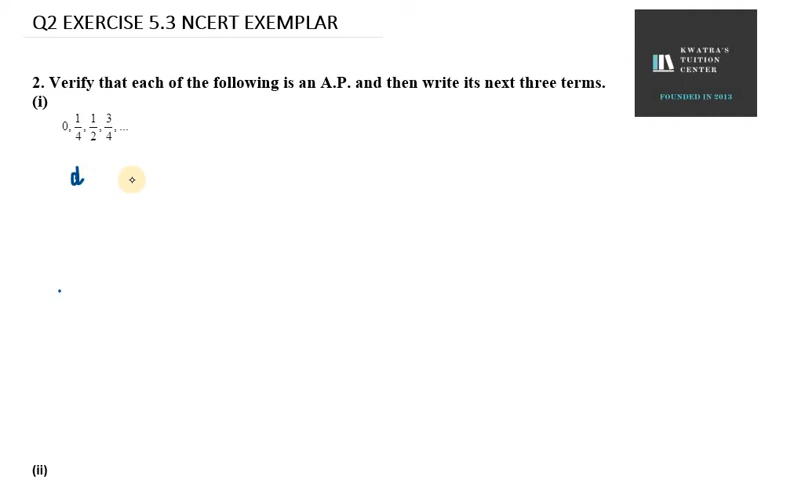 Q2 EXERCISE 5.3 NCERT EXEMPLAR
KWATRA'S
TUITION
CENTER
FOUNDED IN 2013
2. Verify that each of the following is an A.P. and then write its next three terms.
(i)
0, 1/4, 1/2, 3/4, ...
d
(ii)